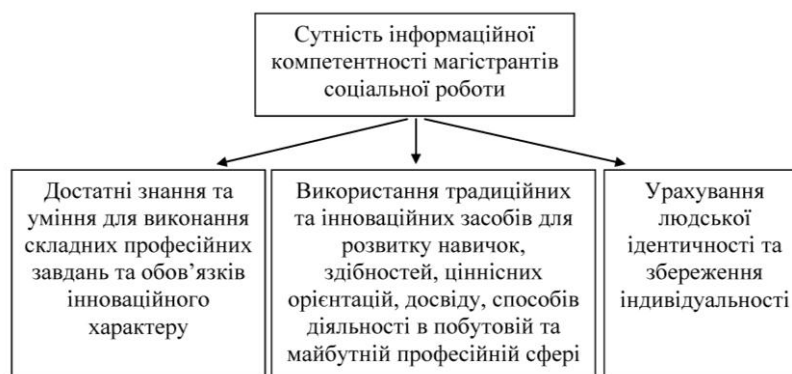 Сутність інформаційної
компетентності магістрантів
соціальної роботи
Достатні знання та
уміння для виконання
складних професійних
завдань та обов’язків
інноваційного
характеру
Використання традиційних
та інноваційних засобів для
розвитку навичок,
здібностей, ціннісних
орієнтацій, досвіду, способів
діяльності в побутовій та
майбутній професійній сфері
Урахування
людської
ідентичності та
збереження
індивідуальності